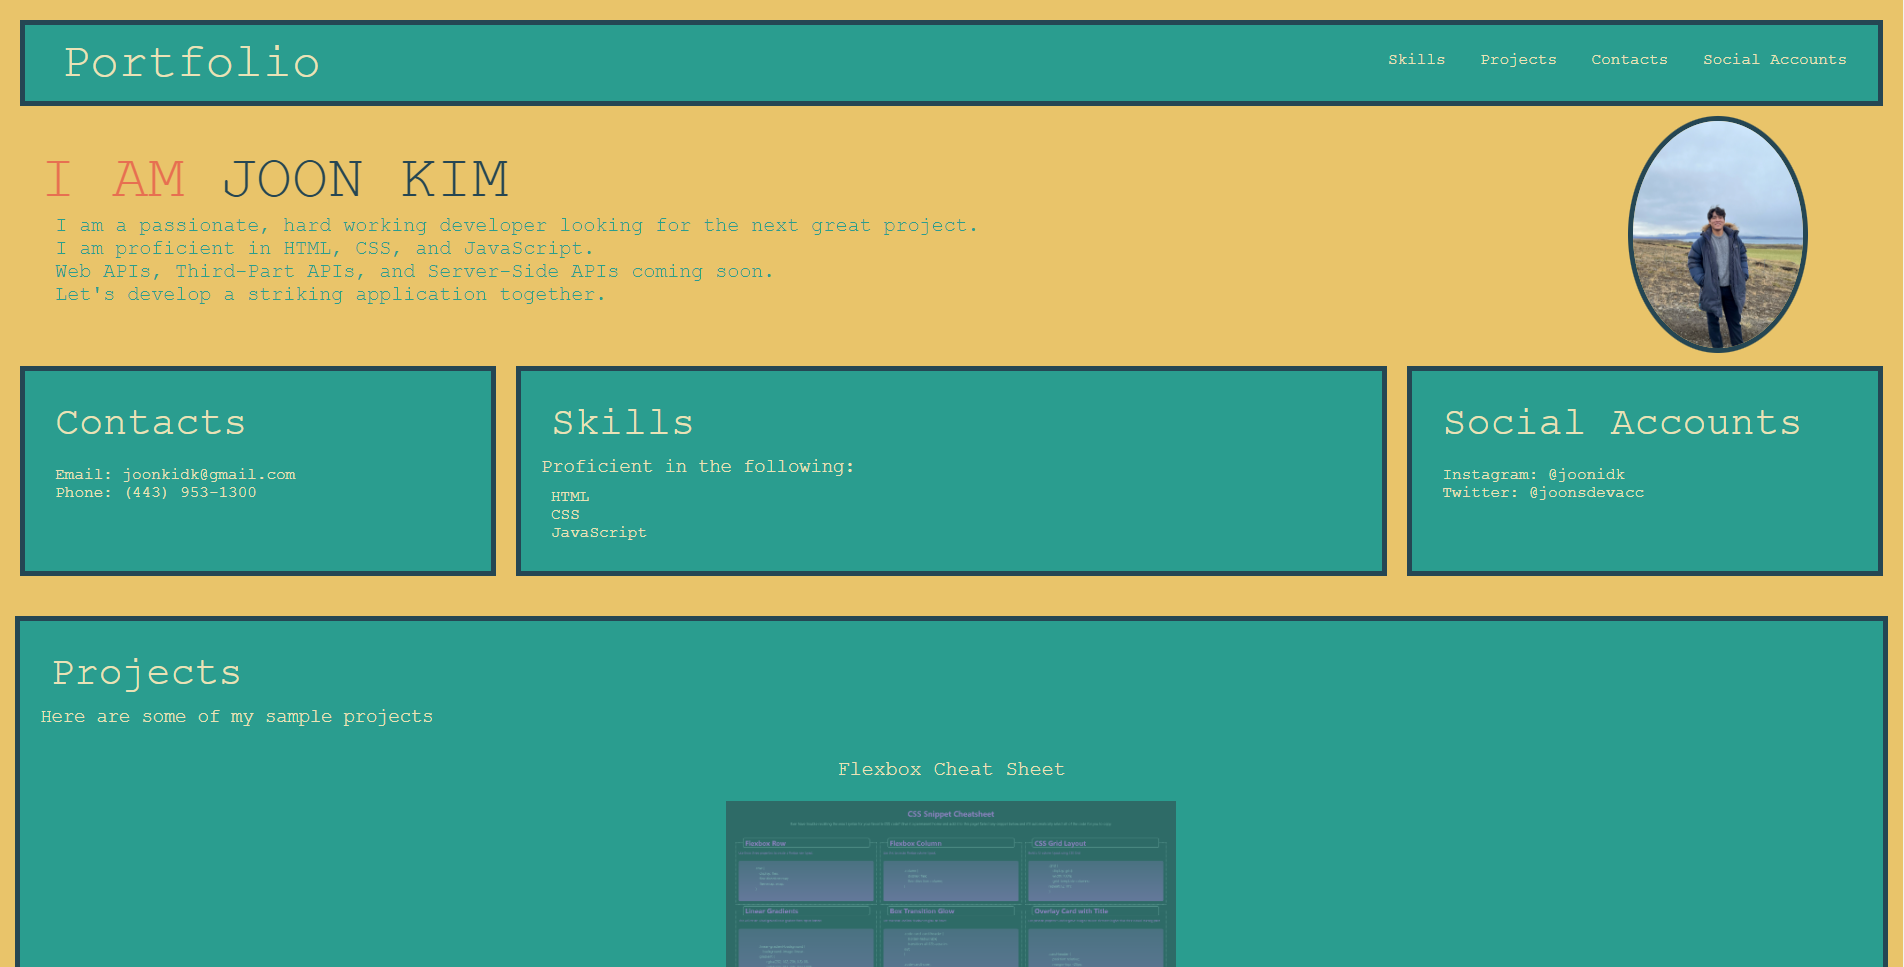 Portfolio
Skills Projects Contacts Social Accounts
I AM JOON KIM
I am a passionate, hard working developer looking for the next great project.
I am proficient in HTML, CSS, and JavaScript.
Web APIs, Third-Part APIs, and Server-Side APIs coming soon.
Let's develop a striking application together.
Contacts
Email: joonkidk@gmail.com
Phone: (443) 953-1300
Skills
Proficient in the following:
HTML
CSS
JavaScript
Social Accounts
Instagram: @joonidk
Twitter: @joonsdevacc
Projects
Here are some of my sample projects
Flexbox Cheat Sheet
CSS Snippet Cheatsheet
Flexbox Row
Flexbox Column
CSS Grid Layout
Linear Gradients
Box Transition Glow
Overlay Card with Title